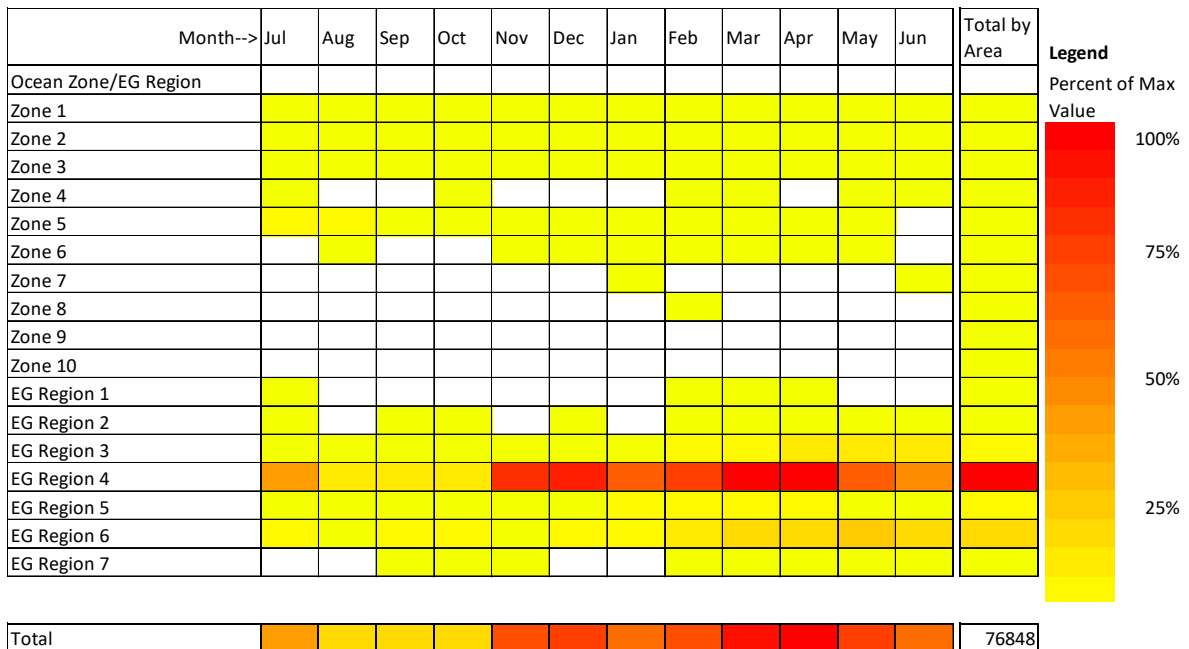 Month--> Jul Aug Sep Oct Nov Dec Jan Feb Mar Apr May Jun Total by Area
Ocean Zone/EG Region
Zone 1
Zone 2
Zone 3
Zone 4
Zone 5
Zone 6
Zone 7
Zone 8
Zone 9
Zone 10
EG Region 1
EG Region 2
EG Region 3
EG Region 4
EG Region 5
EG Region 6
EG Region 7
Total 76848
Legend
Percent of Max
Value
100%
75%
50%
25%